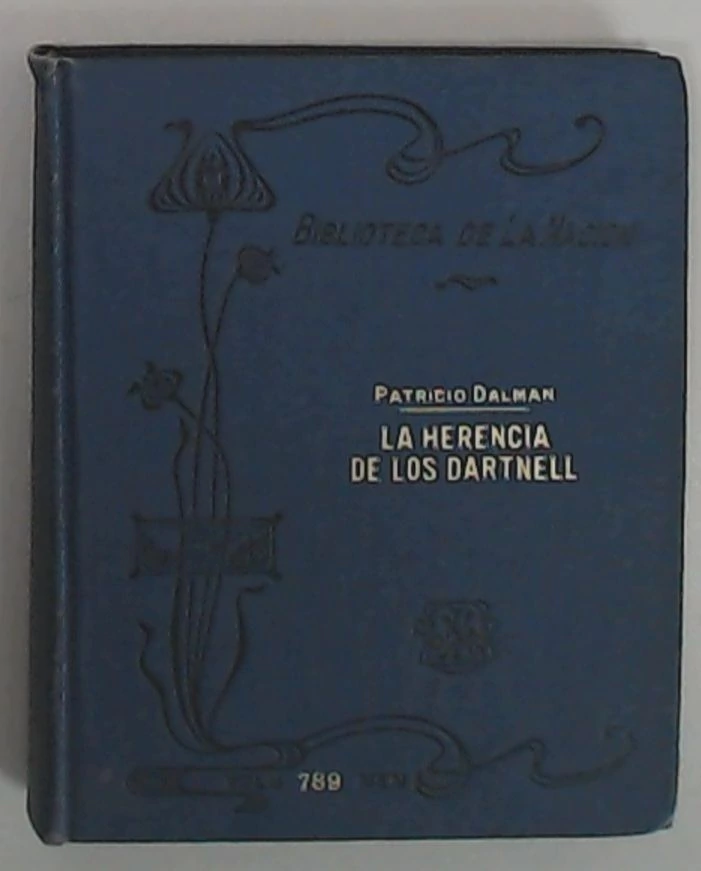 BIBLIOTECA DE LA NACION
PATRICIO DALMAN
LA HERENCIA
DE LOS DARTNELL
789